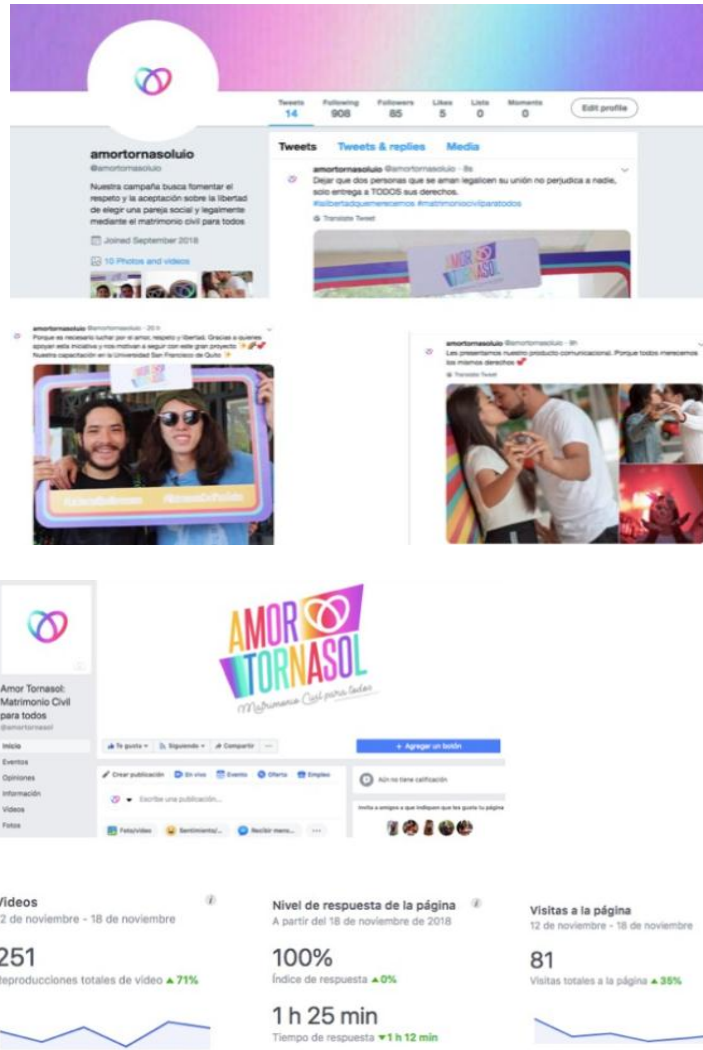 Tweets Following Followers Likes Lists Moments
14 908 85 5 0 0
Edit profile
amortornasoluio
@amortornasoluio
Nuestra campaña busca fomentar el
respeto y la aceptación sobre la libertad
de elegir una pareja social y legalmente
mediante el matrimonio civil para todos
Joined September 2018
10 Photos and videos
Tweets Tweets & replies Media
amortornasoluio @amortornasoluio · 8s
Dejar que dos personas que se aman legalicen su unión no perjudica a nadie,
solo entrega a TODOS sus derechos.
#lalibertadquemerecemos #matrimoniocivilparatodos
Translate Tweet
AMOR
TORNASOL
amortornasoluio @amortornasoluio · 20 h
Porque es necesario luchar por el amor, respeto y libertad. Gracias a quienes
apoyan esta iniciativa y nos motivan a seguir con este gran proyecto
Nuestra capacitación en la Universidad San Francisco de Quito
amortornasoluio @amortornasoluio · 9h
Les presentamos nuestro producto comunicacional. Porque todos merecemos
los mismos derechos
Translate Tweet
AMOR
TORNASOL
Matrimonio Civil para todos
Amor Tornasol:
Matrimonio Civil
para todos
@amortornasol
Inicio
Eventos
Opiniones
Información
Videos
Fotos
Te gusta Siguiendo Compartir ...
+ Agregar un botón
Crear publicación En vivo Evento Oferta Empleo
Escribe una publicación...
Foto/video Sentimiento/... Recibir mens... ...
Aún no tiene calificación
Invita a amigos a que indiquen que les gusta tu página
Videos
12 de noviembre - 18 de noviembre
251
Reproducciones totales de video ▲ 71%
Nivel de respuesta de la página
A partir del 18 de noviembre de 2018
100%
Índice de respuesta ▲ 0%
1 h 25 min
Tiempo de respuesta ▼ 1 h 12 min
Visitas a la página
12 de noviembre - 18 de noviembre
81
Visitas totales a la página ▲ 35%